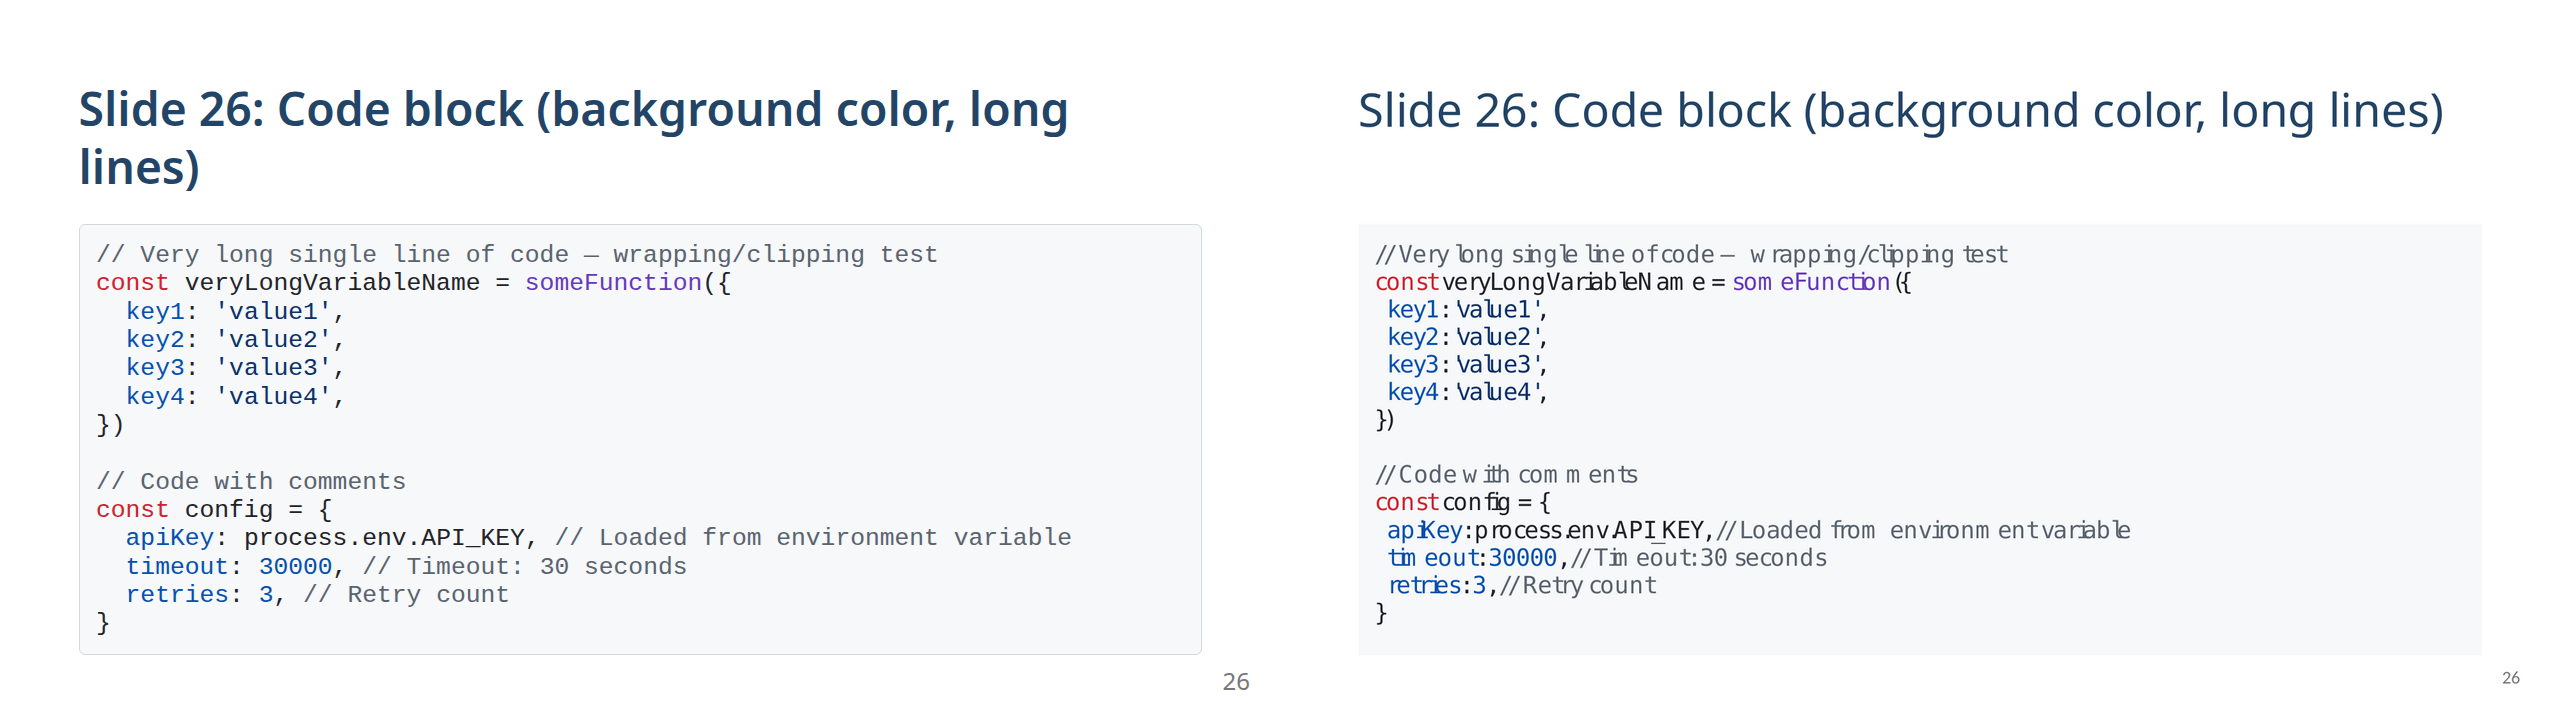 Slide 26: Code block (background color, long
lines)
// Very long single line of code — wrapping/clipping test
const veryLongVariableName = someFunction({
  key1: 'value1',
  key2: 'value2',
  key3: 'value3',
  key4: 'value4',
})

// Code with comments
const config = {
  apiKey: process.env.API_KEY, // Loaded from environment variable
  timeout: 30000, // Timeout: 30 seconds
  retries: 3, // Retry count
}
26
Slide 26: Code block (background color, long lines)
// Very long single line of code — wrapping/clipping test
const veryLongVariableName = someFunction({
  key1: 'value1',
  key2: 'value2',
  key3: 'value3',
  key4: 'value4',
})

// Code with comments
const config = {
  apiKey: process.env.API_KEY, // Loaded from environment variable
  timeout: 30000, // Timeout: 30 seconds
  retries: 3, // Retry count
}
26